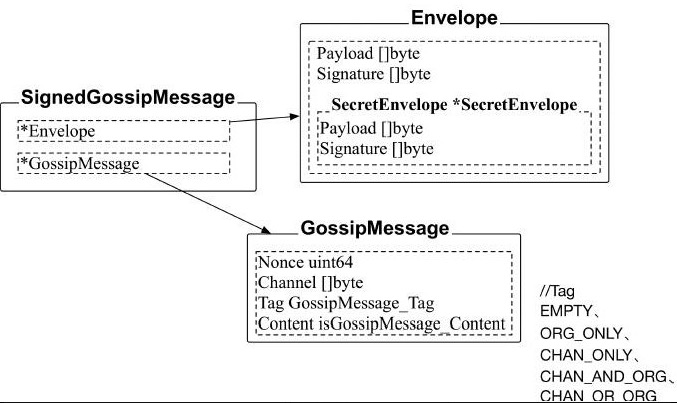 Envelope
Payload []byte
Signature []byte
SecretEnvelope *SecretEnvelope
Payload []byte
Signature []byte
SignedGossipMessage
*Envelope
*GossipMessage
GossipMessage
Nonce uint64
Channel []byte
Tag GossipMessage_Tag
Content isGossipMessage_Content
//Tag
EMPTY、
ORG_ONLY、
CHAN_ONLY、
CHAN_AND_ORG、
CHAN_OR_ORG